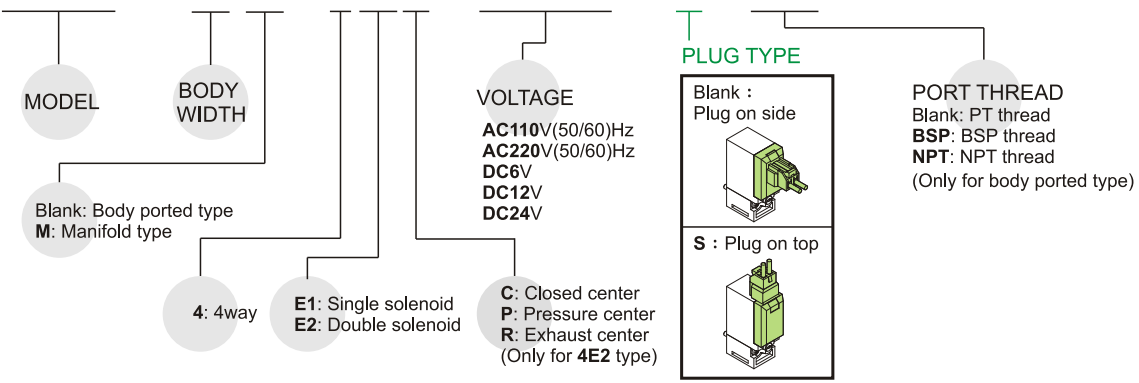 MODEL
BODY
WIDTH
Blank: Body ported type
M: Manifold type
4: 4way
E1: Single solenoid
E2: Double solenoid
C: Closed center
P: Pressure center
R: Exhaust center
(Only for 4E2 type)
VOLTAGE
AC110V(50/60)Hz
AC220V(50/60)Hz
DC6V
DC12V
DC24V
PLUG TYPE
Blank :
Plug on side
S : Plug on top
PORT THREAD
Blank: PT thread
BSP: BSP thread
NPT: NPT thread
(Only for body ported type)